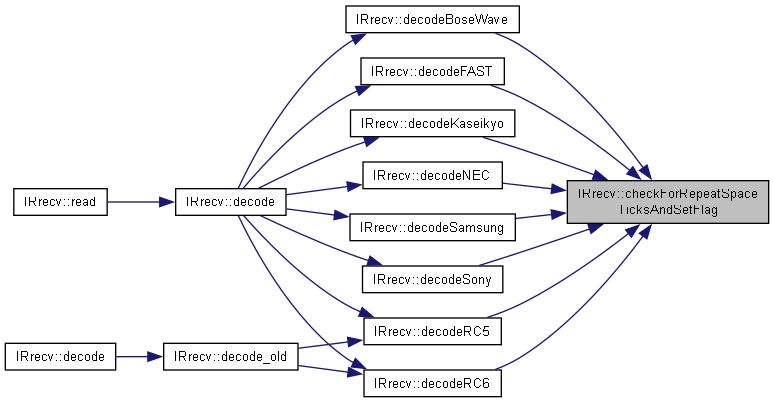 IRrecv::decodeBoseWave
IRrecv::decodeFAST
IRrecv::decodeKaseikyo
IRrecv::decodeNEC
IRrecv::checkForRepeatSpace
TicksAndSetFlag
IRrecv::read
IRrecv::decode
IRrecv::decodeSamsung
IRrecv::decodeSony
IRrecv::decodeRC5
IRrecv::decode
IRrecv::decode_old
IRrecv::decodeRC6